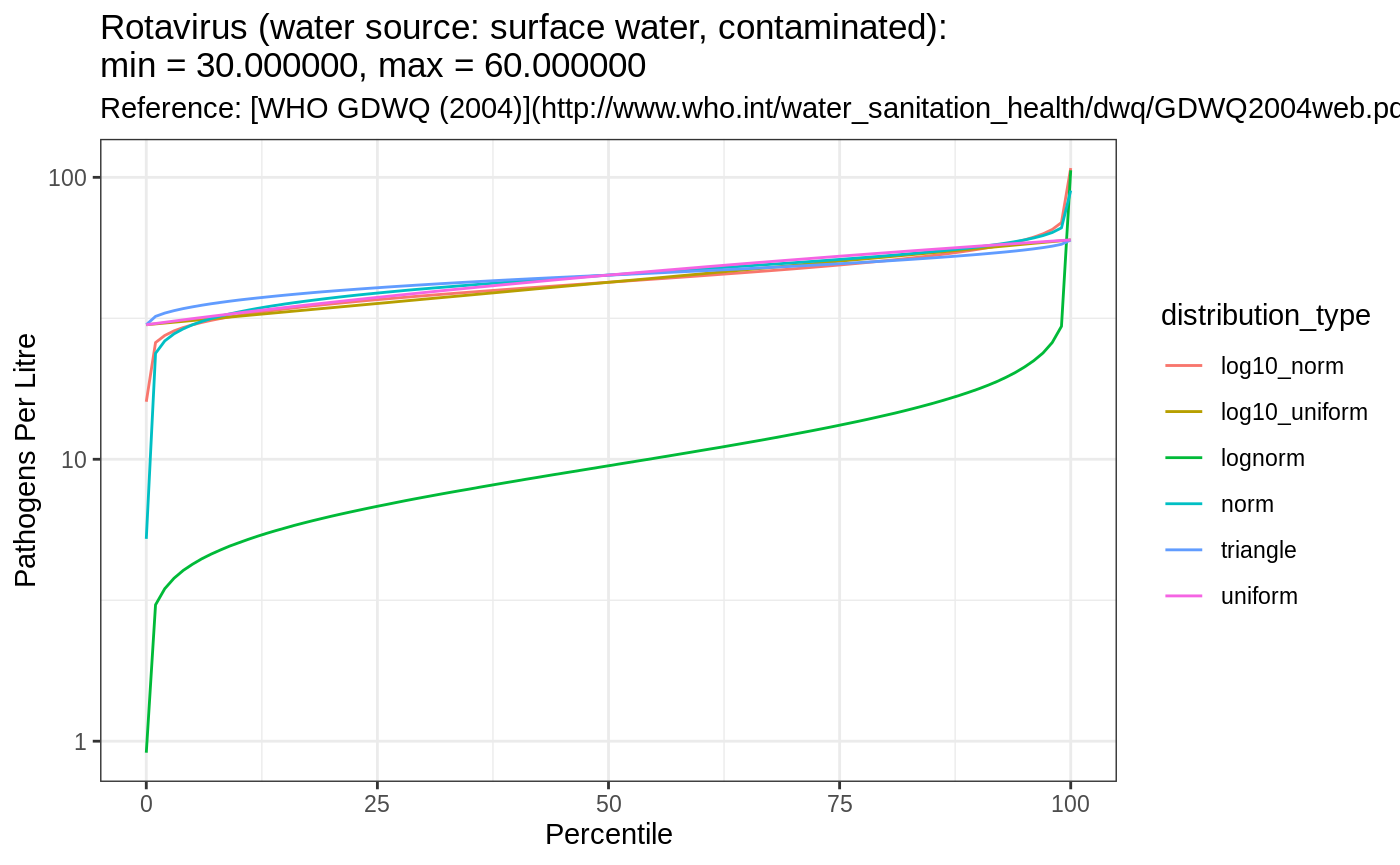 Rotavirus (water source: surface water, contaminated):
min = 30.000000, max = 60.000000
Reference: [WHO GDWQ (2004)](http://www.who.int/water_sanitation_health/dwq/GDWQ2004web.pd
100
10
1
Pathogens Per Litre
0 25 50 75 100
Percentile
distribution_type
log10_norm
log10_uniform
lognorm
norm
triangle
uniform